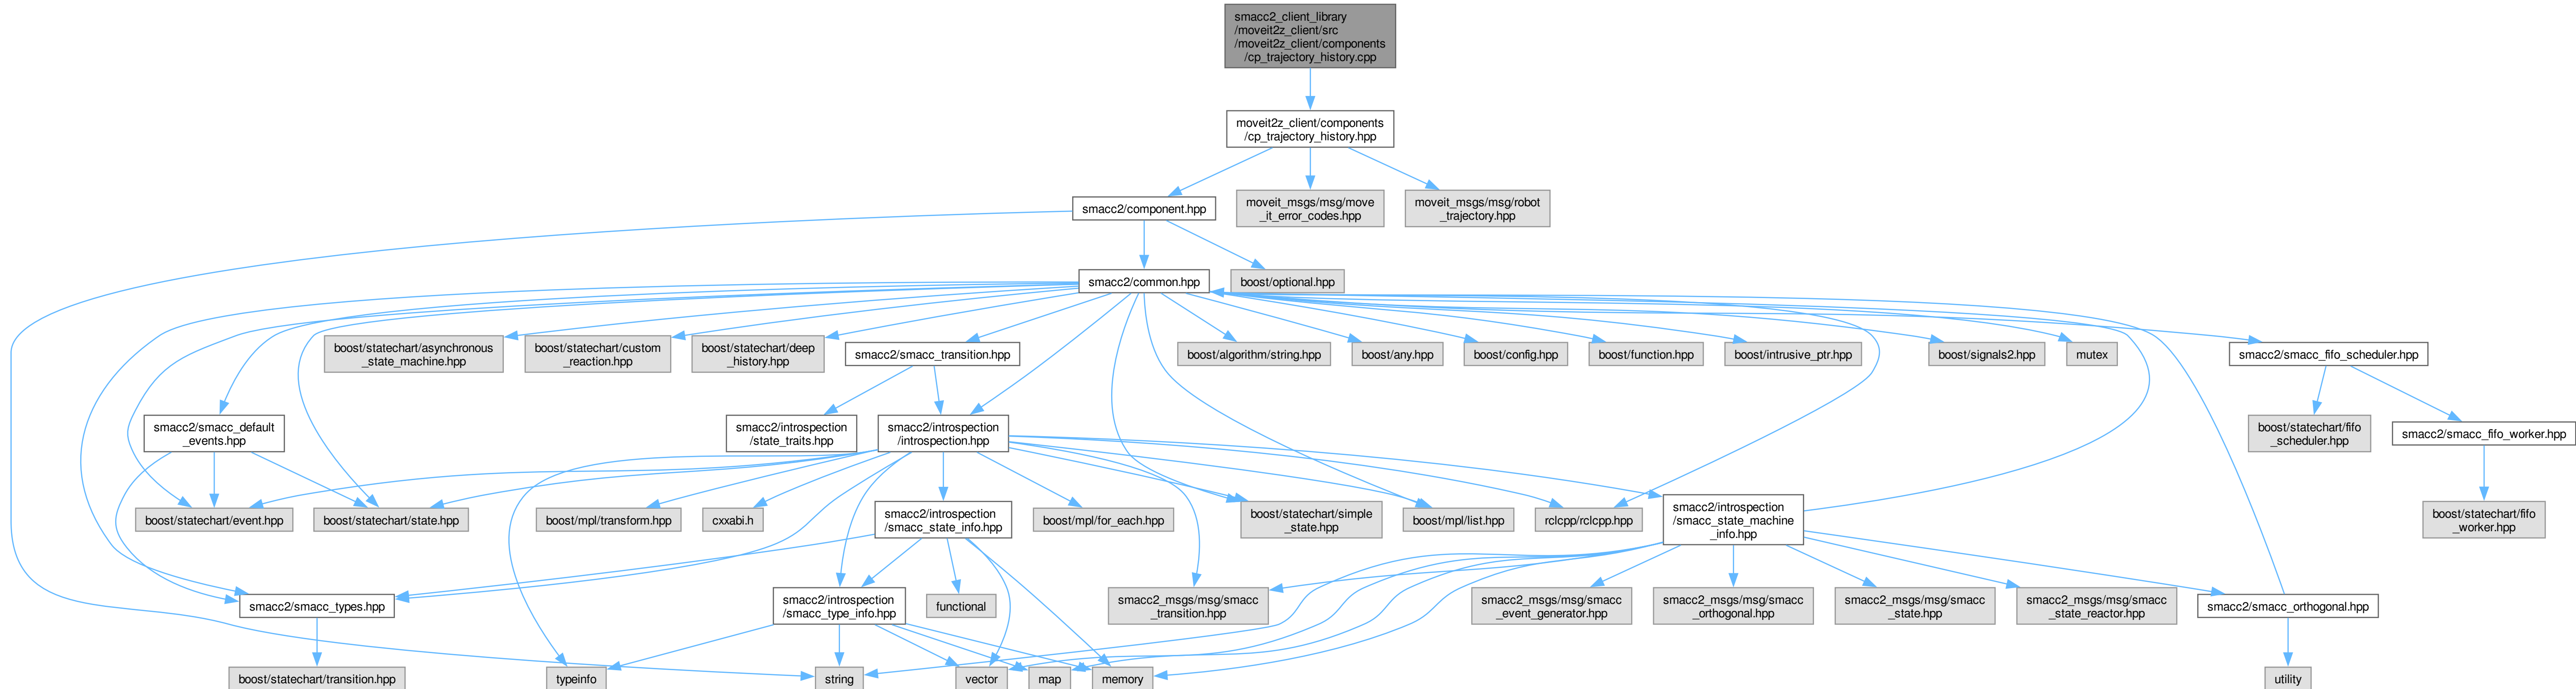 smacc2_client_library
/moveit2z_client/src
/moveit2z_client/components
/cp_trajectory_history.cpp
moveit2z_client/components
/cp_trajectory_history.hpp
smacc2/component.hpp
moveit_msgs/msg/move
_it_error_codes.hpp
moveit_msgs/msg/robot
_trajectory.hpp
smacc2/common.hpp
boost/optional.hpp
boost/statechart/asynchronous
_state_machine.hpp
boost/statechart/custom
_reaction.hpp
boost/statechart/deep
_history.hpp
smacc2/smacc_transition.hpp
boost/algorithm/string.hpp
boost/any.hpp
boost/config.hpp
boost/function.hpp
boost/intrusive_ptr.hpp
boost/signals2.hpp
mutex
smacc2/smacc_fifo_scheduler.hpp
smacc2/smacc_default
_events.hpp
smacc2/introspection
/state_traits.hpp
smacc2/introspection
/introspection.hpp
boost/statechart/fifo
_scheduler.hpp
smacc2/smacc_fifo_worker.hpp
boost/statechart/event.hpp
boost/statechart/state.hpp
boost/mpl/transform.hpp
cxxabi.h
smacc2/introspection
/smacc_state_info.hpp
boost/mpl/for_each.hpp
boost/statechart/simple
_state.hpp
boost/mpl/list.hpp
rclcpp/rclcpp.hpp
smacc2/introspection
/smacc_state_machine
_info.hpp
boost/statechart/fifo
_worker.hpp
smacc2/smacc_types.hpp
smacc2/introspection
/smacc_type_info.hpp
functional
smacc2_msgs/msg/smacc
_transition.hpp
smacc2_msgs/msg/smacc
_event_generator.hpp
smacc2_msgs/msg/smacc
_orthogonal.hpp
smacc2_msgs/msg/smacc
_state.hpp
smacc2_msgs/msg/smacc
_state_reactor.hpp
smacc2/smacc_orthogonal.hpp
boost/statechart/transition.hpp
typeinfo
string
vector
map
memory
utility